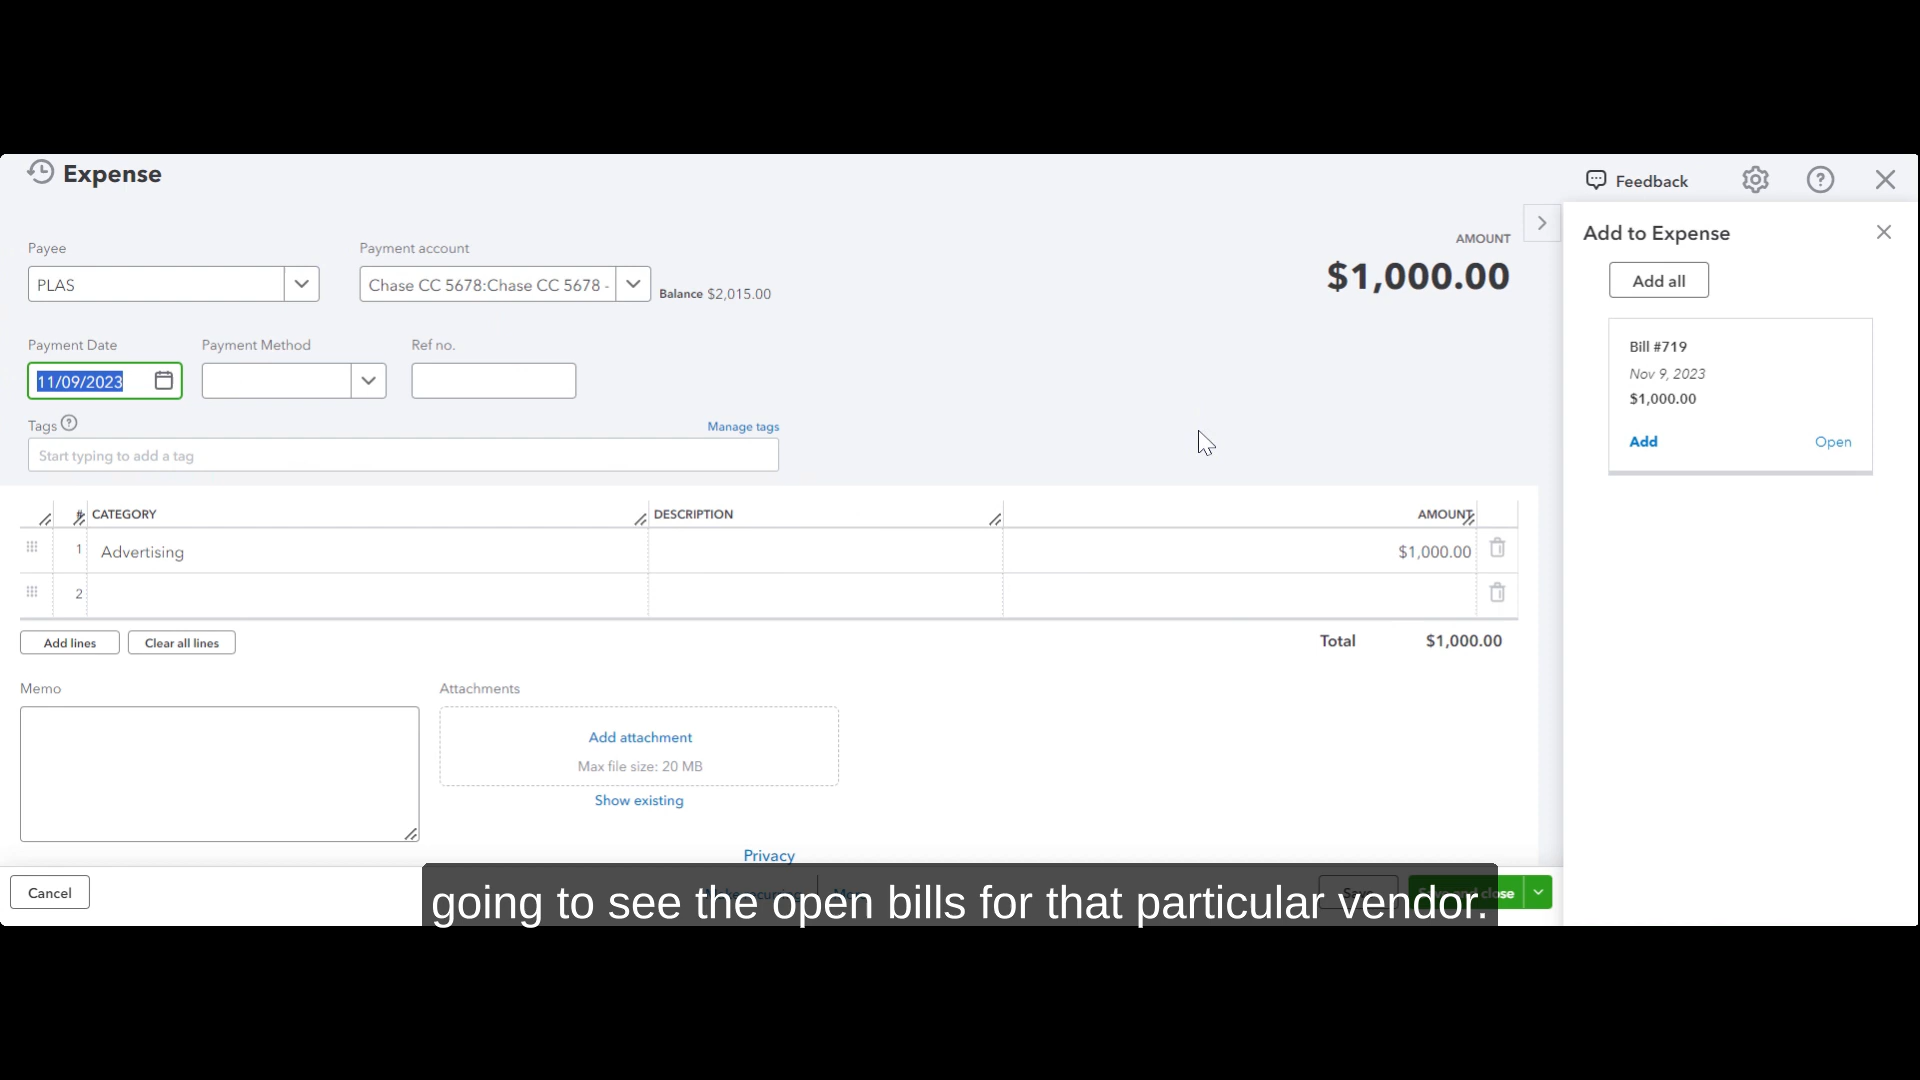 Expense
Feedback
Payee
PLAS
Payment account
Chase CC 5678:Chase CC 5678 -
Balance $2,015.00
AMOUNT
$1,000.00
Payment Date
11/09/2023
Payment Method
Ref no.
Tags
Manage tags
Start typing to add a tag
# CATEGORY DESCRIPTION AMOUNT
1 Advertising $1,000.00
2
Add lines
Clear all lines
Total $1,000.00
Memo
Attachments
Add attachment
Max file size: 20 MB
Show existing
Privacy
Cancel
close
going to see the open bills for that particular vendor.
Add to Expense
Add all
Bill #719
Nov 9, 2023
$1,000.00
Add
Open